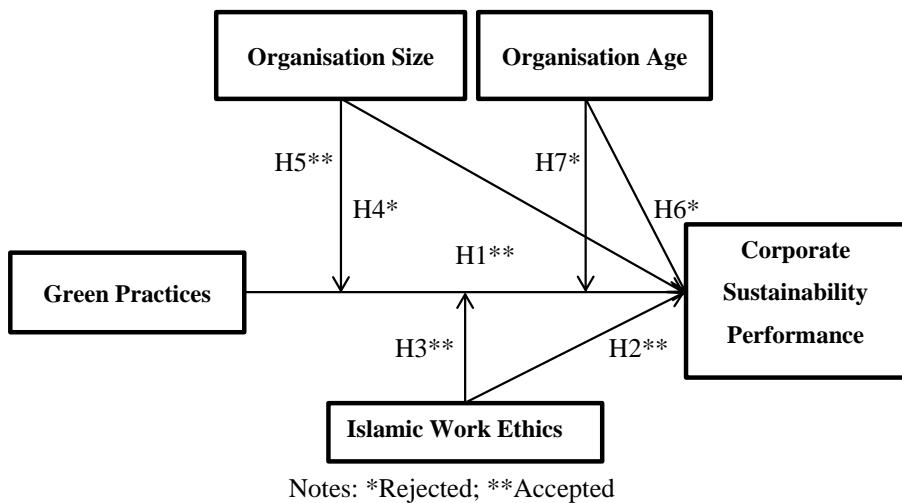 Organisation Size
Organisation Age
H5**
H7*
H4*
H6*
H1**
Green Practices
Corporate
Sustainability
Performance
H3**
H2**
Islamic Work Ethics
Notes: *Rejected; **Accepted